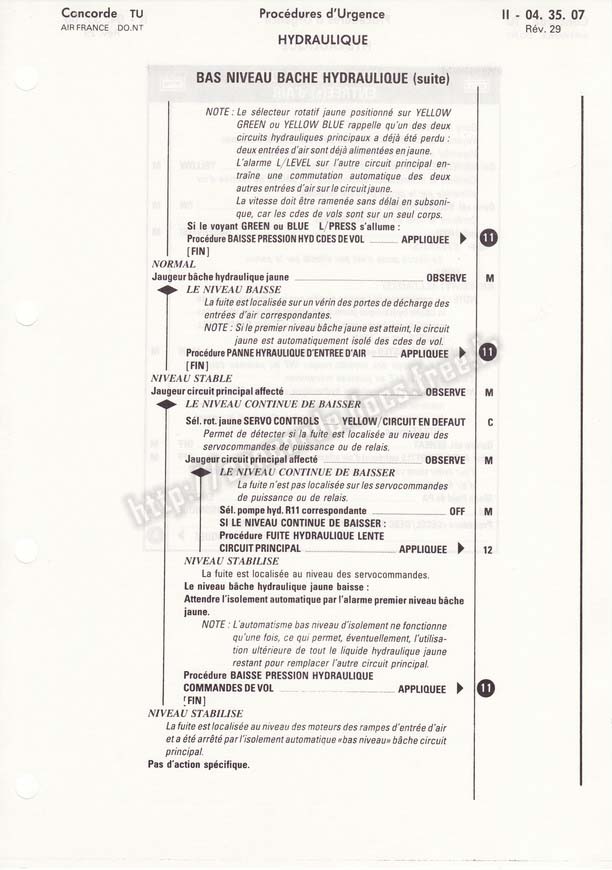 Concorde TU
AIR FRANCE DO.NT
Procédures d'Urgence
HYDRAULIQUE
II - 04. 35. 07
Rév. 29
BAS NIVEAU BACHE HYDRAULIQUE (suite)
NOTE : Le sélecteur rotatif jaune positionné sur YELLOW
GREEN ou YELLOW BLUE rappelle qu'un des deux
circuits hydrauliques principaux a déjà été perdu :
deux entrées d'air sont déjà alimentées en jaune.
L'alarme L/LEVEL sur l'autre circuit principal en-
traîne une commutation automatique des deux
autres entrées d'air sur le circuit jaune.
La vitesse doit être ramenée sans délai en subsoni-
que, car les cdes de vols sont sur un seul corps.
Si le voyant GREEN ou BLUE L/PRESS s'allume :
Procédure BAISSE PRESSION HYD CDES DE VOL APPLIQUEE 11
[FIN]
NORMAL
Jaugeur bâche hydraulique jaune OBSERVE M
LE NIVEAU BAISSE
La fuite est localisée sur un vérin des portes de décharge des
entrées d'air correspondantes.
NOTE : Si le premier niveau bâche jaune est atteint, le circuit
jaune est automatiquement isolé des cdes de vol.
Procédure PANNE HYRAULIQUE D'ENTREE D'AIR APPLIQUEE 11
[FIN]
NIVEAU STABLE
Jaugeur circuit principal affecté OBSERVE M
LE NIVEAU CONTINUE DE BAISSER
Sél. rot. jaune SERVO CONTROLS YELLOW/CIRCUIT EN DEFAUT C
Permet de détecter si la fuite est localisée au niveau des
servocommandes de puissance ou de relais.
Jaugeur circuit principal affecté OBSERVE M
LE NIVEAU CONTINUE DE BAISSER
La fuite n'est pas localisée sur les servocommandes
de puissance ou de relais.
Sél. pompe hyd. R11 correspondante OFF M
SI LE NIVEAU CONTINUE DE BAISSER :
Procédure FUITE HYDRAULIQUE LENTE
CIRCUIT PRINCIPAL APPLIQUEE 12
NIVEAU STABILISE
La fuite est localisée au niveau des servocommandes.
Le niveau bâche hydraulique jaune baisse :
Attendre l'isolement automatique par l'alarme premier niveau bâche
jaune.
NOTE : L'automatisme bas niveau d'isolement ne fonctionne
qu'une fois, ce qui permet, éventuellement, l'utilisa-
tion ultérieure de tout le liquide hydraulique jaune
restant pour remplacer l'autre circuit principal.
Procédure BAISSE PRESSION HYDRAULIQUE
COMMANDES DE VOL APPLIQUEE 11
[FIN]
NIVEAU STABILISE
La fuite est localisée au niveau des moteurs des rampes d'entrée d'air
et a été arrêté par l'isolement automatique «bas niveau» bâche circuit
principal.
Pas d'action spécifique.